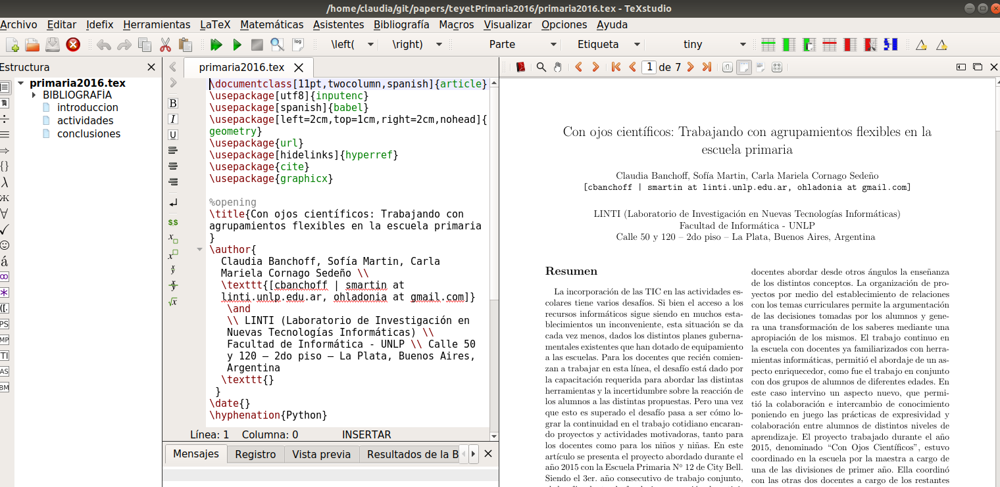 /home/claudia/git/papers/teyetPrimaria2016/primaria2016.tex - TeXstudio
Archivo Editar Idefix Herramientas LaTeX Matemáticas Asistentes Bibliografía Macros Visualizar Opciones Ayuda
log \left( \right) Parte Etiqueta tiny
Estructura
primaria2016.tex
BIBLIOGRAFÍA
introduccion
actividades
conclusiones
primaria2016.tex
\documentclass[11pt,twocolumn,spanish]{article}
\usepackage[utf8]{inputenc}
\usepackage[spanish]{babel}
\usepackage[left=2cm,top=1cm,right=2cm,nohead]{
geometry}
\usepackage{url}
\usepackage[hidelinks]{hyperref}
\usepackage{cite}
\usepackage{graphicx}
%opening
\title{Con ojos científicos: Trabajando con
agrupamientos flexibles en la escuela primaria
}
\author{
Claudia Banchoff, Sofía Martin, Carla
Mariela Cornago Sedeño \\
\texttt{[cbanchoff | smartin at
linti.unlp.edu.ar, ohladonia at gmail.com]}
\and
\\ LINTI (Laboratorio de Investigación en
Nuevas Tecnologías Informáticas) \\
Facultad de Informática - UNLP \\ Calle 50
y 120 – 2do piso – La Plata, Buenos Aires,
Argentina
\texttt{}
}
\date{}
\hyphenation{Python}
Línea: 1 Columna: 0 INSERTAR
Mensajes Registro Vista previa Resultados de la B
1 de 7
Con ojos científicos: Trabajando con agrupamientos flexibles en la
escuela primaria
Claudia Banchoff, Sofía Martin, Carla Mariela Cornago Sedeño
[cbanchoff | smartin at linti.unlp.edu.ar, ohladonia at gmail.com]
LINTI (Laboratorio de Investigación en Nuevas Tecnologías Informáticas)
Facultad de Informática - UNLP
Calle 50 y 120 – 2do piso – La Plata, Buenos Aires, Argentina
Resumen
La incorporación de las TIC en las actividades es-
colares tiene varios desafíos. Si bien el acceso a los
recursos informáticos sigue siendo en muchos esta-
blecimientos un inconveniente, esta situación se da
cada vez menos, dados los distintos planes guberna-
mentales existentes que han dotado de equipamiento
a las escuelas. Para los docentes que recién comien-
zan a trabajar en esta línea, el desafío está dado por
la capacitación requerida para abordar las distintas
herramientas y la incertidumbre sobre la reacción de
los alumnos a las distintas propuestas. Pero una vez
que esto es superado el desafío pasa a ser cómo lo-
grar la continuidad en el trabajo cotidiano encaran-
do proyectos y actividades motivadoras, tanto para
los docentes como para los niños y niñas. En este
artículo se presenta el proyecto abordado durante el
año 2015 con la Escuela Primaria N° 12 de City Bell.
Siendo el 3er. año consecutivo de trabajo conjunto,
docentes abordar desde otros ángulos la enseñanza
de los distintos conceptos. La organización de pro-
yectos por medio del establecimiento de relaciones
con los temas curriculares permite la argumentación
de las decisiones tomadas por los alumnos y gene-
ra una transformación de los saberes mediante una
apropiación de los mismos. El trabajo continuo en
la escuela con docentes ya familiarizados con herra-
mientas informáticas, permitió el abordaje de un as-
pecto enriquecedor, como fue el trabajo en conjunto
con dos grupos de alumnos de diferentes edades. En
este caso intervino un aspecto nuevo, que permi-
tió la colaboración e intercambio de conocimiento
poniendo en juego las prácticas de expresividad y
colaboración entre alumnos de distintos niveles de
aprendizaje. El proyecto trabajado durante el año
2015, denominado “Con Ojos Científicos”, estuvo
coordinado en la escuela por la maestra a cargo de
una de las divisiones de primer año. Ella coordinó
con las otras dos docentes a cargo de los restantes